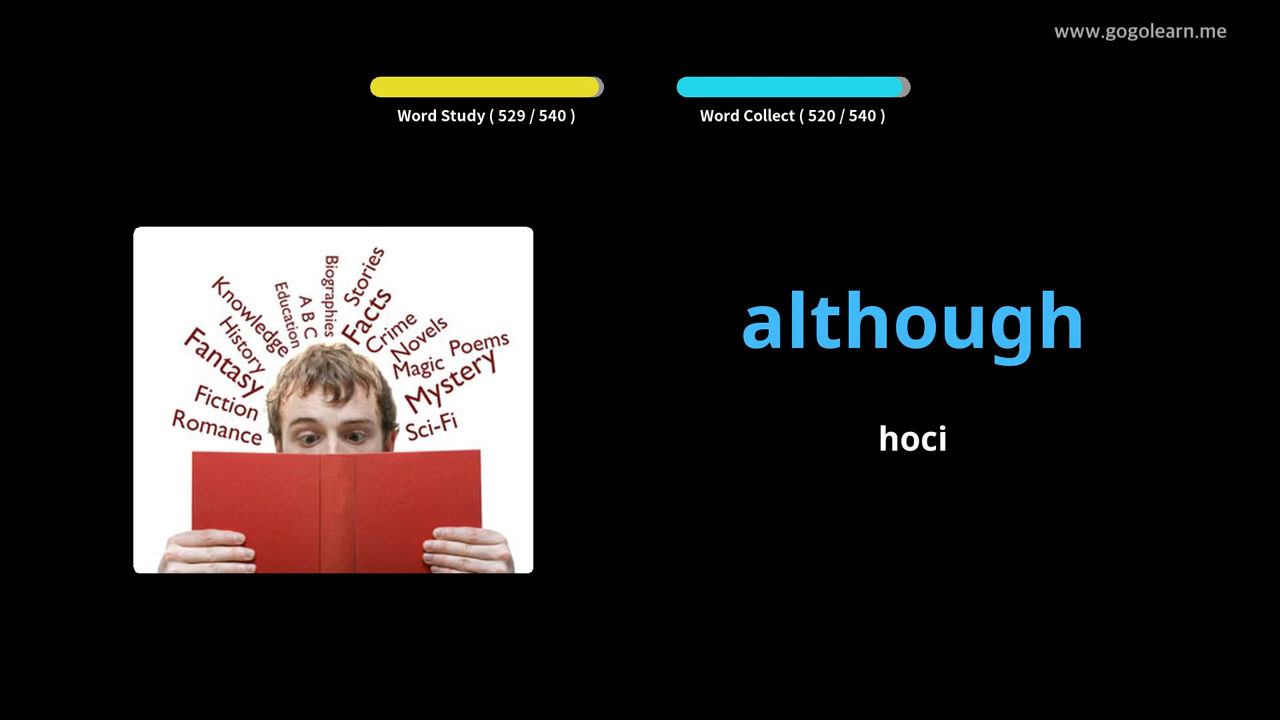 www.gogolearn.me
Word Study ( 529 / 540 )
Word Collect ( 520 / 540 )
although
hoci
Knowledge
History
Fantasy
Fiction
Romance
Education
A B C
Biographies
Stories
Facts
Crime
Novels
Magic
Poems
Mystery
Sci-Fi